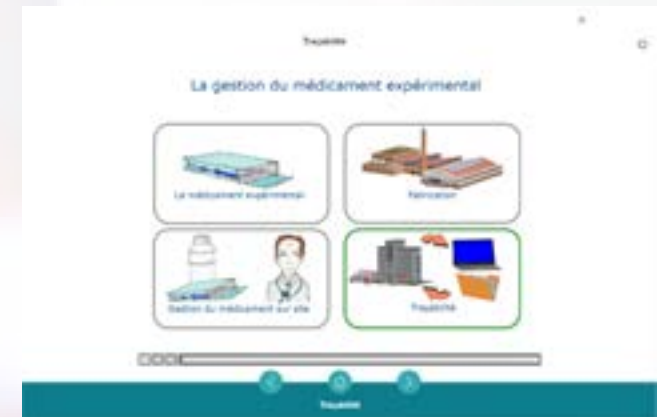 Traçabilité
La gestion du médicament expérimental
Le médicament expérimental
Fabrication
Gestion du médicament sur site
Traçabilité
Traçabilité